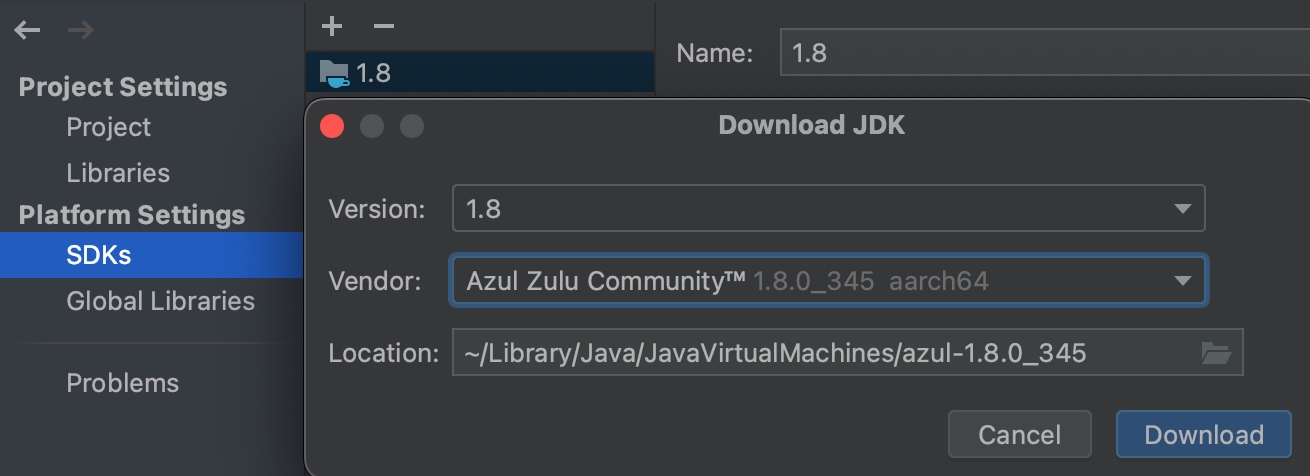 Project Settings
Project
Libraries
Platform Settings
SDKs
Global Libraries
Problems
1.8
Name: 1.8
Download JDK
Version: 1.8
Vendor: Azul Zulu Community™ 1.8.0_345 aarch64
Location: ~/Library/Java/JavaVirtualMachines/azul-1.8.0_345
Cancel Download